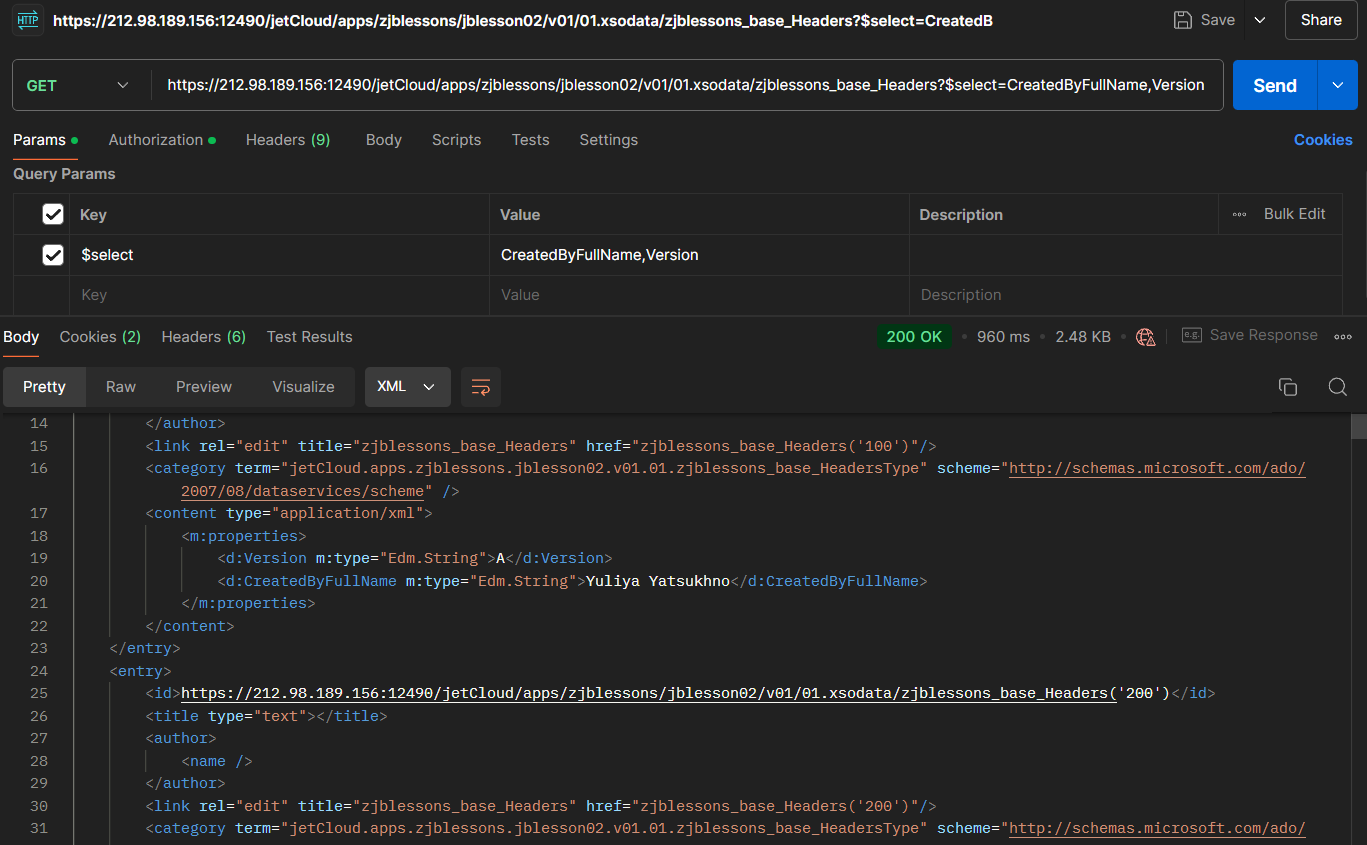 HTTP https://212.98.189.156:12490/jetCloud/apps/zjblessons/jblesson02/v01/01.xsodata/zjblessons_base_Headers?$select=CreatedB Save Share
GET https://212.98.189.156:12490/jetCloud/apps/zjblessons/jblesson02/v01/01.xsodata/zjblessons_base_Headers?$select=CreatedByFullName,Version Send
Params Authorization Headers (9) Body Scripts Tests Settings Cookies
Query Params
Key Value Description Bulk Edit
$select CreatedByFullName,Version
Key Value Description
Body Cookies (2) Headers (6) Test Results 200 OK 960 ms 2.48 KB e.g. Save Response
Pretty Raw Preview Visualize XML
14 </author>
15 <link rel="edit" title="zjblessons_base_Headers" href="zjblessons_base_Headers('100')"/>
16 <category term="jetCloud.apps.zjblessons.jblesson02.v01.01.zjblessons_base_HeadersType" scheme="http://schemas.microsoft.com/ado/
2007/08/dataservices/scheme" />
17 <content type="application/xml">
18 <m:properties>
19 <d:Version m:type="Edm.String">A</d:Version>
20 <d:CreatedByFullName m:type="Edm.String">Yuliya Yatsukhno</d:CreatedByFullName>
21 </m:properties>
22 </content>
23 </entry>
24 <entry>
25 <id>https://212.98.189.156:12490/jetCloud/apps/zjblessons/jblesson02/v01/01.xsodata/zjblessons_base_Headers('200')</id>
26 <title type="text"></title>
27 <author>
28 <name />
29 </author>
30 <link rel="edit" title="zjblessons_base_Headers" href="zjblessons_base_Headers('200')"/>
31 <category term="jetCloud.apps.zjblessons.jblesson02.v01.01.zjblessons_base_HeadersType" scheme="http://schemas.microsoft.com/ado/